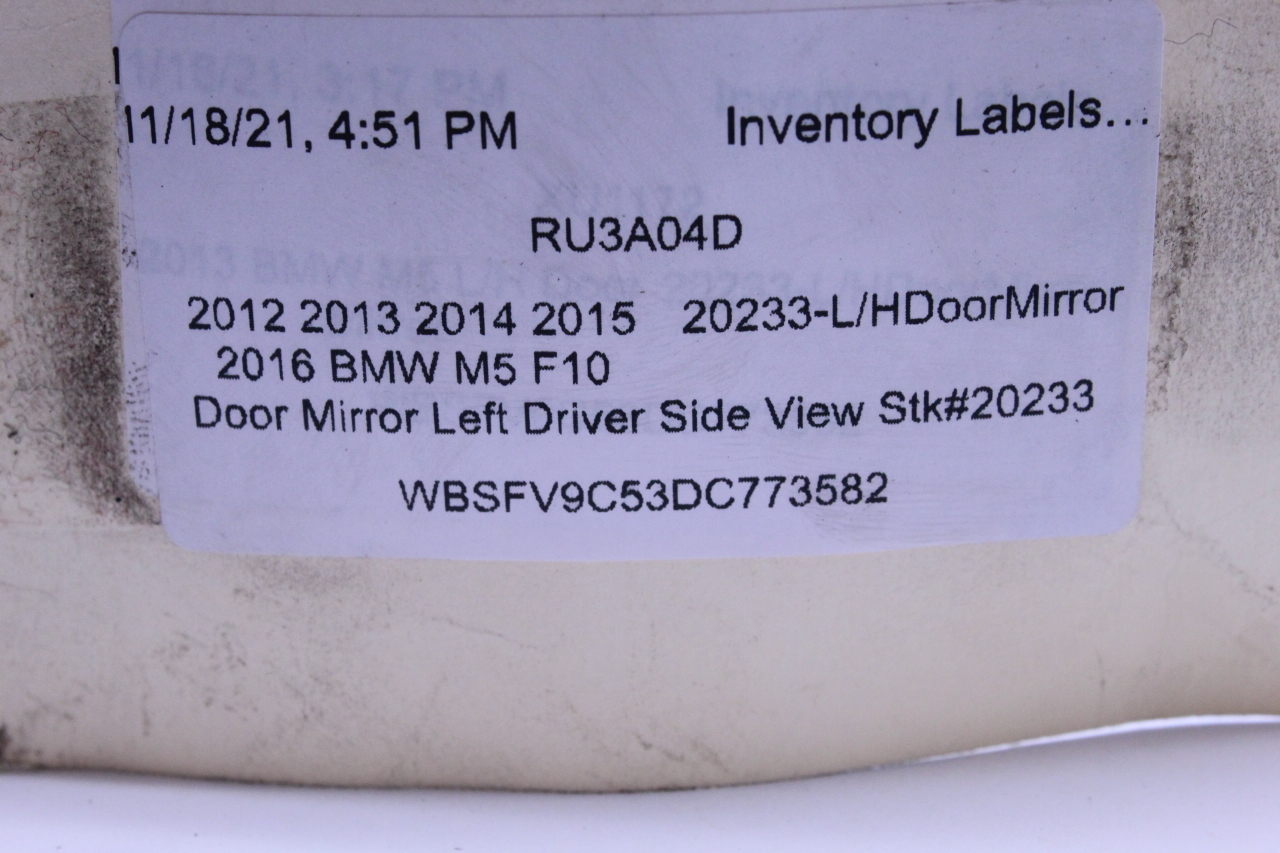 11/18/21, 4:51 PM Inventory Labels...
RU3A04D
2012 2013 2014 2015 20233-L/HDoorMirror
2016 BMW M5 F10
Door Mirror Left Driver Side View Stk#20233
WBSFV9C53DC773582